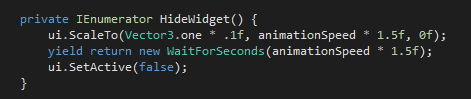 private IEnumerator HideWidget() {
ui.ScaleTo(Vector3.one * .1f, animationSpeed * 1.5f, 0f);
yield return new WaitForSeconds(animationSpeed * 1.5f);
ui.SetActive(false);
}